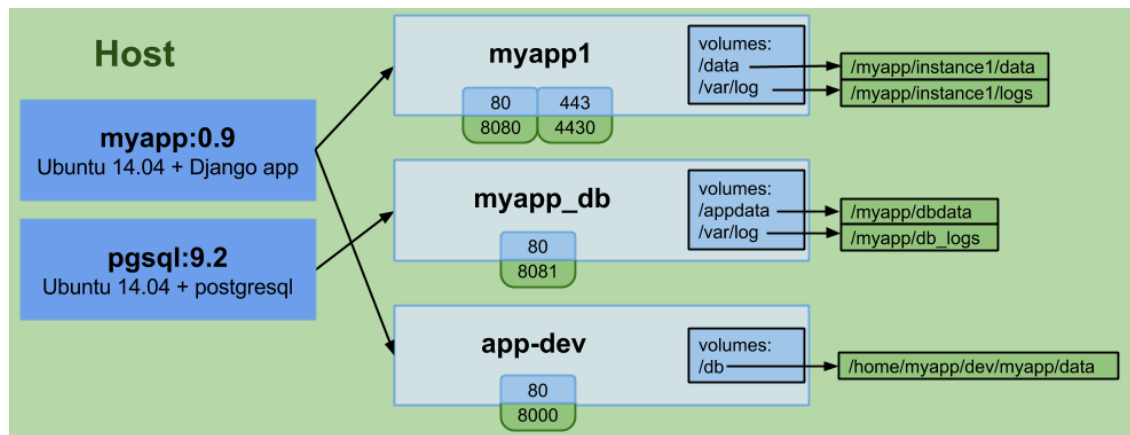 Host
myapp:0.9
Ubuntu 14.04 + Django app
pgsql:9.2
Ubuntu 14.04 + postgresql
myapp1
80
443
8080
4430
volumes:
/data
/var/log
/myapp/instance1/data
/myapp/instance1/logs
myapp_db
80
8081
volumes:
/appdata
/var/log
/myapp/dbdata
/myapp/db_logs
app-dev
80
8000
volumes:
/db
/home/myapp/dev/myapp/data